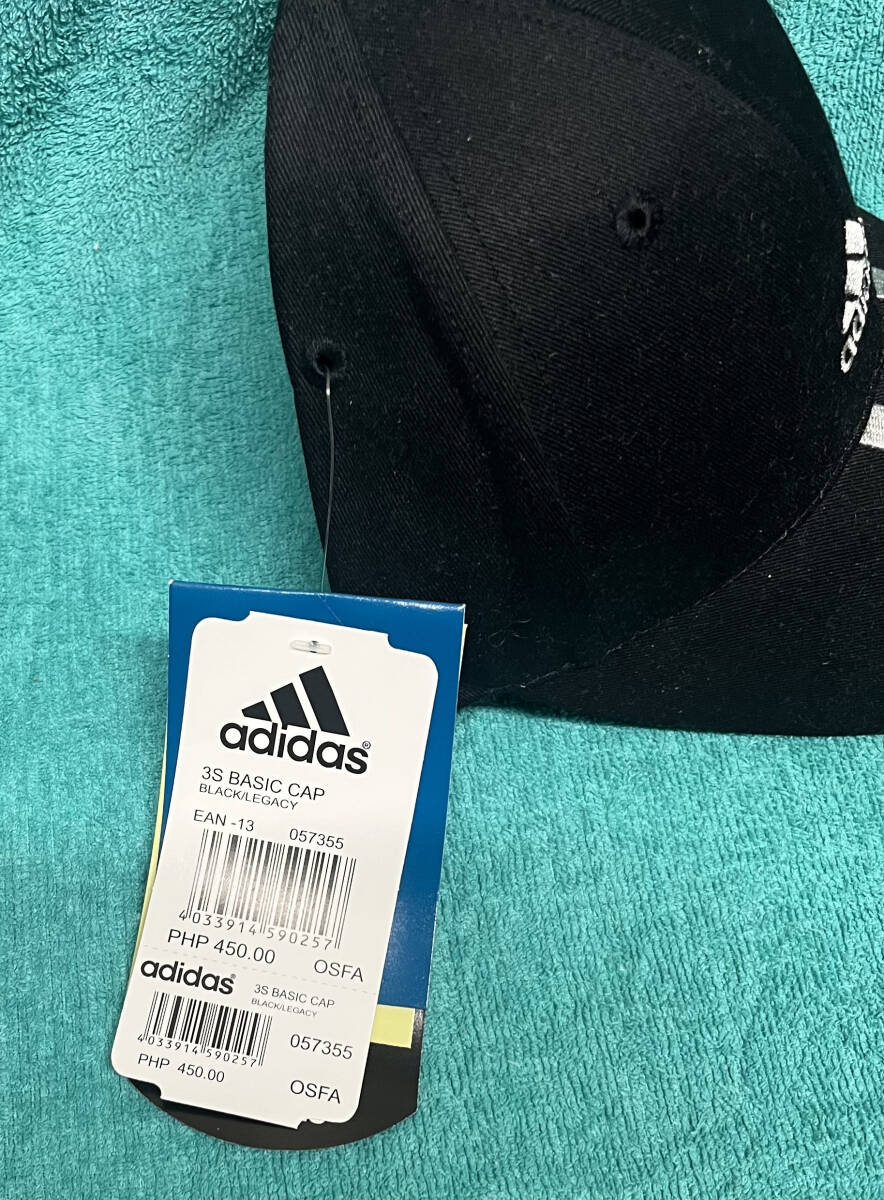 adidas
adidas®
3S BASIC CAP
BLACK/LEGACY
EAN -13 057355
4 033914 590257
PHP 450.00 OSFA
adidas® 3S BASIC CAP
BLACK/LEGACY
4 033914 590257 057355
PHP 450.00 OSFA